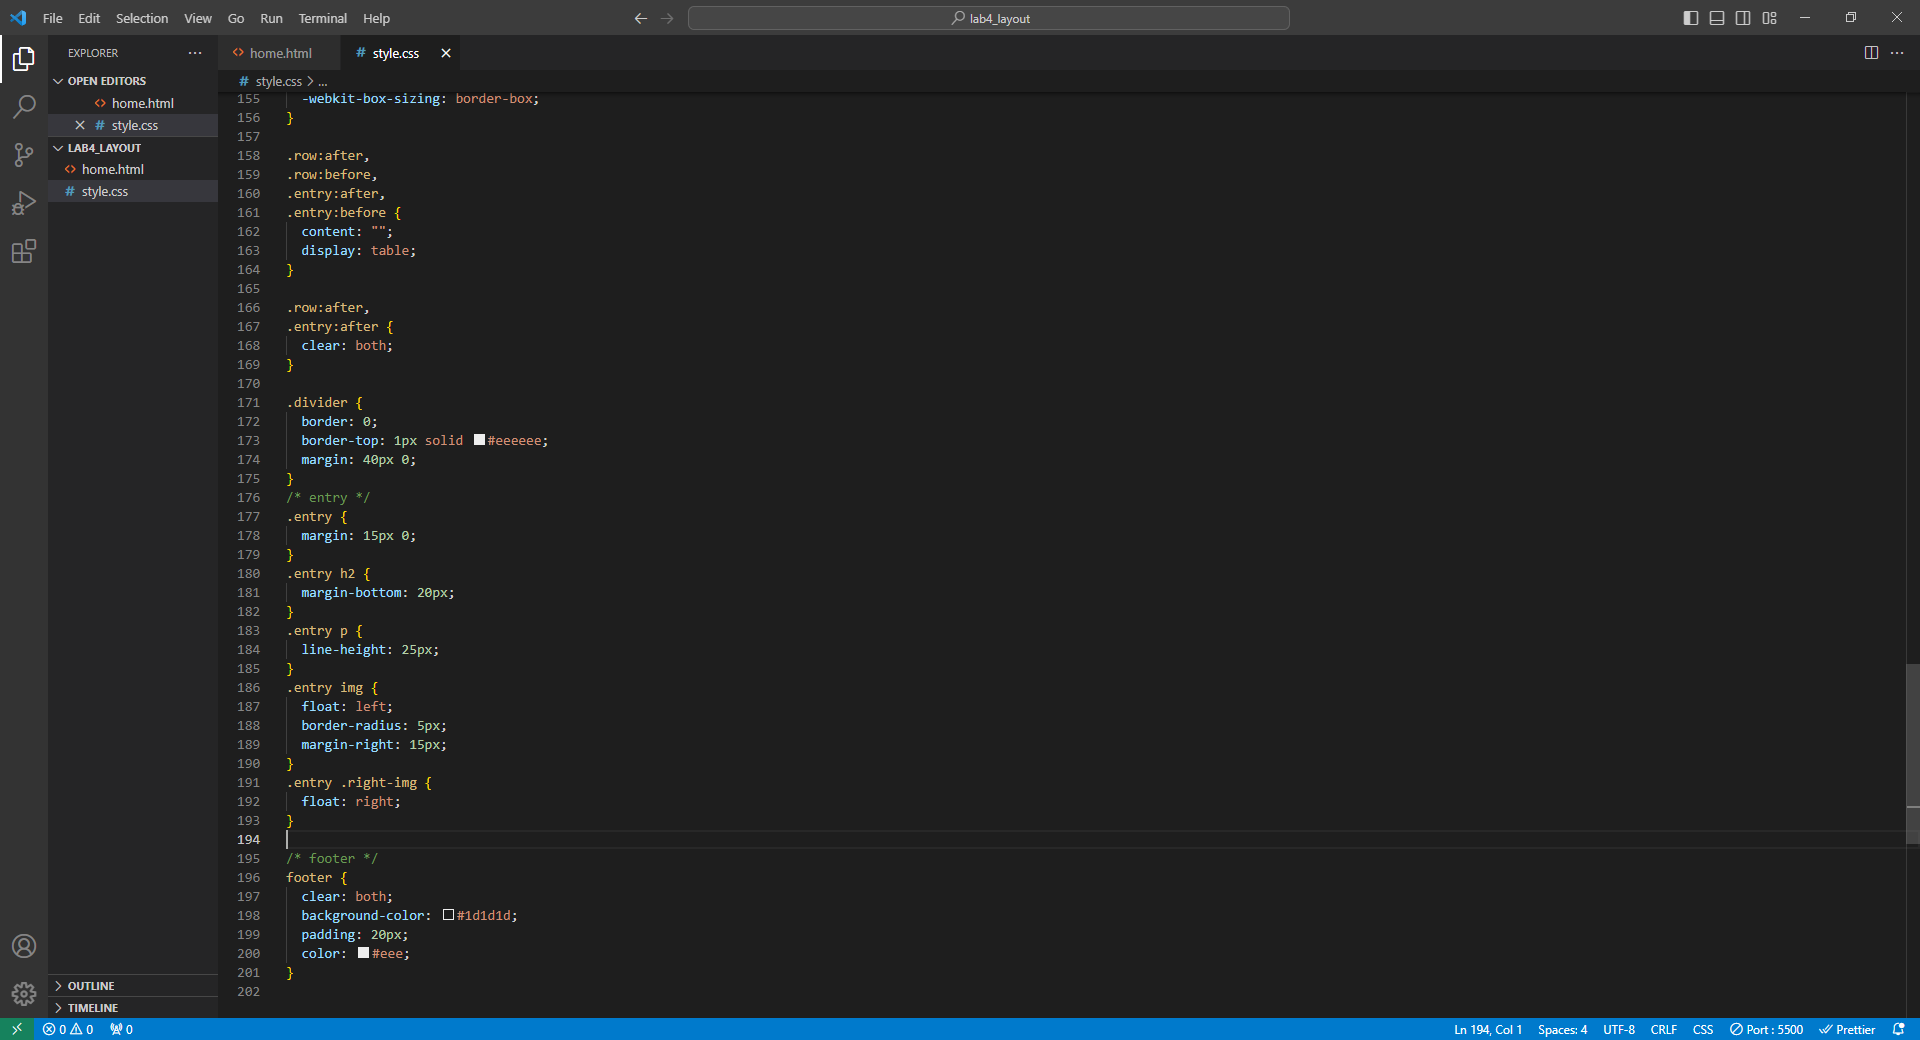 File Edit Selection View Go Run Terminal Help
lab4_layout
EXPLORER
OPEN EDITORS
home.html
style.css
LAB4_LAYOUT
home.html
style.css
OUTLINE
TIMELINE
home.html
# style.css
# style.css > ...
155 -webkit-box-sizing: border-box;
156 }
157
158 .row:after,
159 .row:before,
160 .entry:after,
161 .entry:before {
162 content: "";
163 display: table;
164 }
165
166 .row:after,
167 .entry:after {
168 clear: both;
169 }
170
171 .divider {
172 border: 0;
173 border-top: 1px solid #eeeeee;
174 margin: 40px 0;
175 }
176 /* entry */
177 .entry {
178 margin: 15px 0;
179 }
180 .entry h2 {
181 margin-bottom: 20px;
182 }
183 .entry p {
184 line-height: 25px;
185 }
186 .entry img {
187 float: left;
188 border-radius: 5px;
189 margin-right: 15px;
190 }
191 .entry .right-img {
192 float: right;
193 }
194
195 /* footer */
196 footer {
197 clear: both;
198 background-color: #1d1d1d;
199 padding: 20px;
200 color: #eee;
201 }
202
0 0 0 Ln 194, Col 1 Spaces: 4 UTF-8 CRLF CSS Port : 5500 Prettier